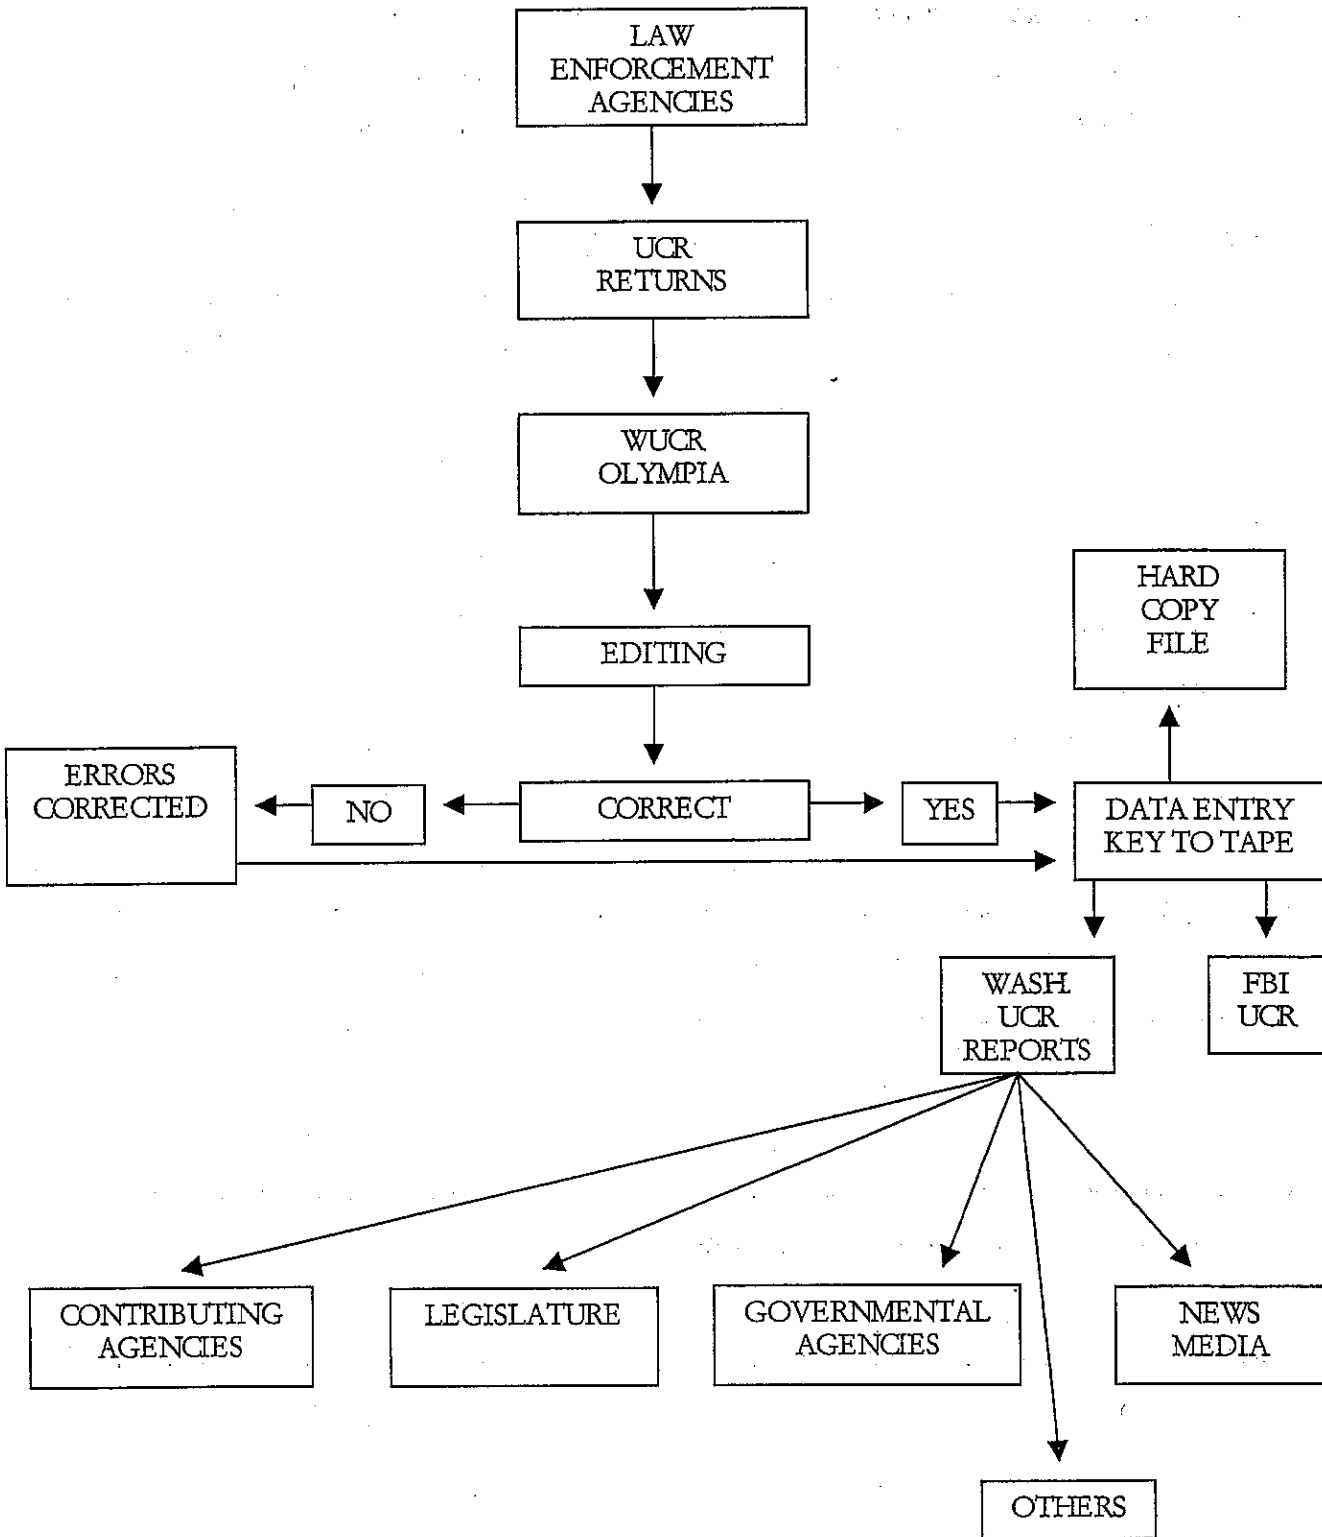 LAW
ENFORCEMENT
AGENCIES
UCR
RETURNS
WUCR
OLYMPIA
EDITING
HARD
COPY
FILE
ERRORS
CORRECTED
NO
CORRECT
YES
DATA ENTRY
KEY TO TAPE
WASH.
UCR
REPORTS
FBI
UCR
CONTRIBUTING
AGENCIES
LEGISLATURE
GOVERNMENTAL
AGENCIES
NEWS
MEDIA
OTHERS